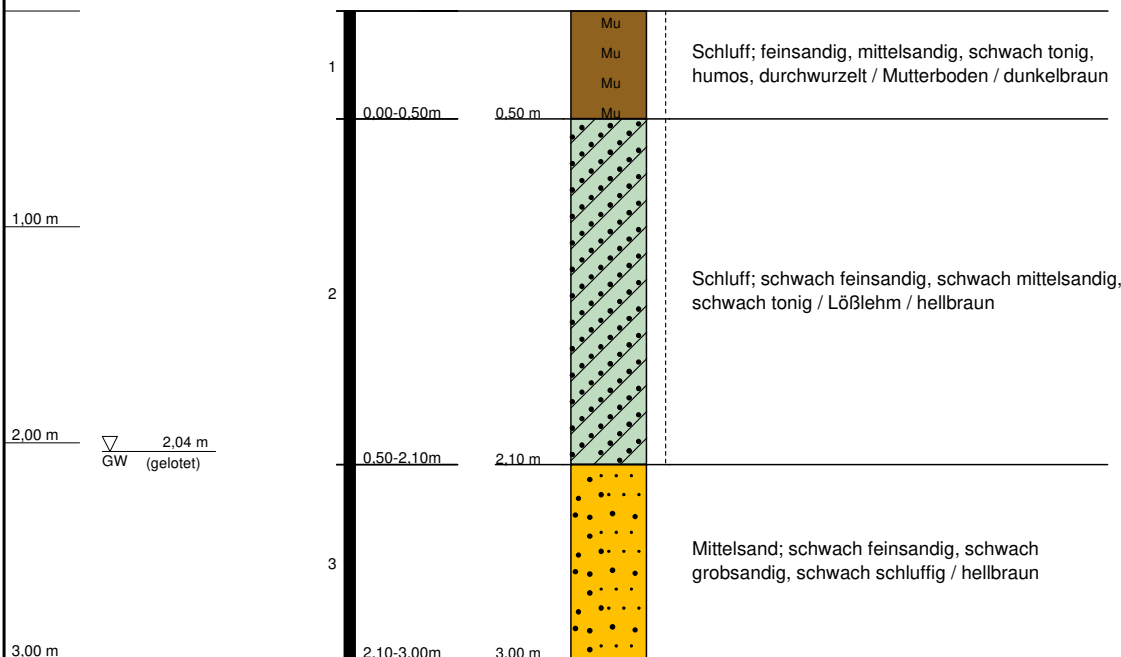 Mu
Schluff; feinsandig, mittelsandig, schwach tonig,
Mu
1
humos, durchwurzelt / Mutterboden / dunkelbraun
Mu
0.00-0.50m 0,50 m Mu
1,00 m
Schluff; schwach feinsandig, schwach mittelsandig,
2
schwach tonig / Lößlehm / hellbraun
2,00 m 2,04 m
GW (gelotet)
0.50-2.10m 2,10 m
Mittelsand; schwach feinsandig, schwach
3
grobsandig, schwach schluffig / hellbraun
3,00 m 2.10-3.00m 3,00 m